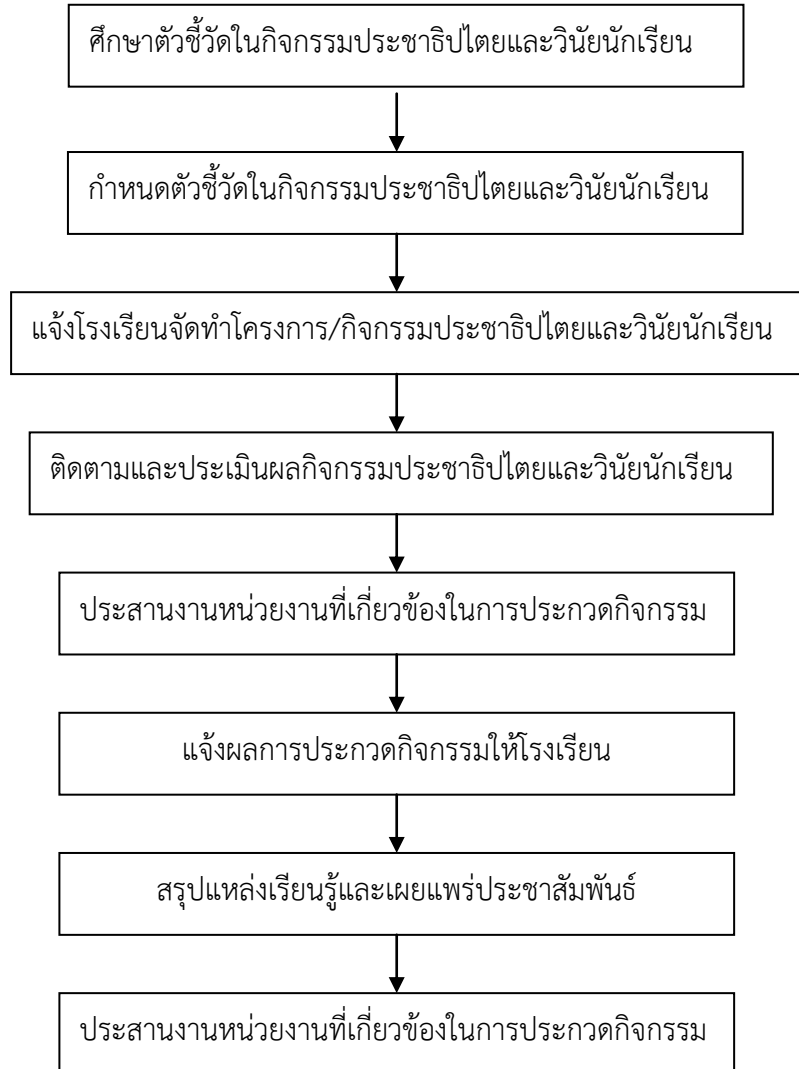 ศึกษาตัวชี้วัดในกิจกรรมประชาธิปไตยและวินัยนักเรียน
กำหนดตัวชี้วัดในกิจกรรมประชาธิปไตยและวินัยนักเรียน
แจ้งโรงเรียนจัดทำโครงการ/กิจกรรมประชาธิปไตยและวินัยนักเรียน
ติดตามและประเมินผลกิจกรรมประชาธิปไตยและวินัยนักเรียน
ประสานงานหน่วยงานที่เกี่ยวข้องในการประกวดกิจกรรม
แจ้งผลการประกวดกิจกรรมให้โรงเรียน
สรุปแหล่งเรียนรู้และเผยแพร่ประชาสัมพันธ์
ประสานงานหน่วยงานที่เกี่ยวข้องในการประกวดกิจกรรม